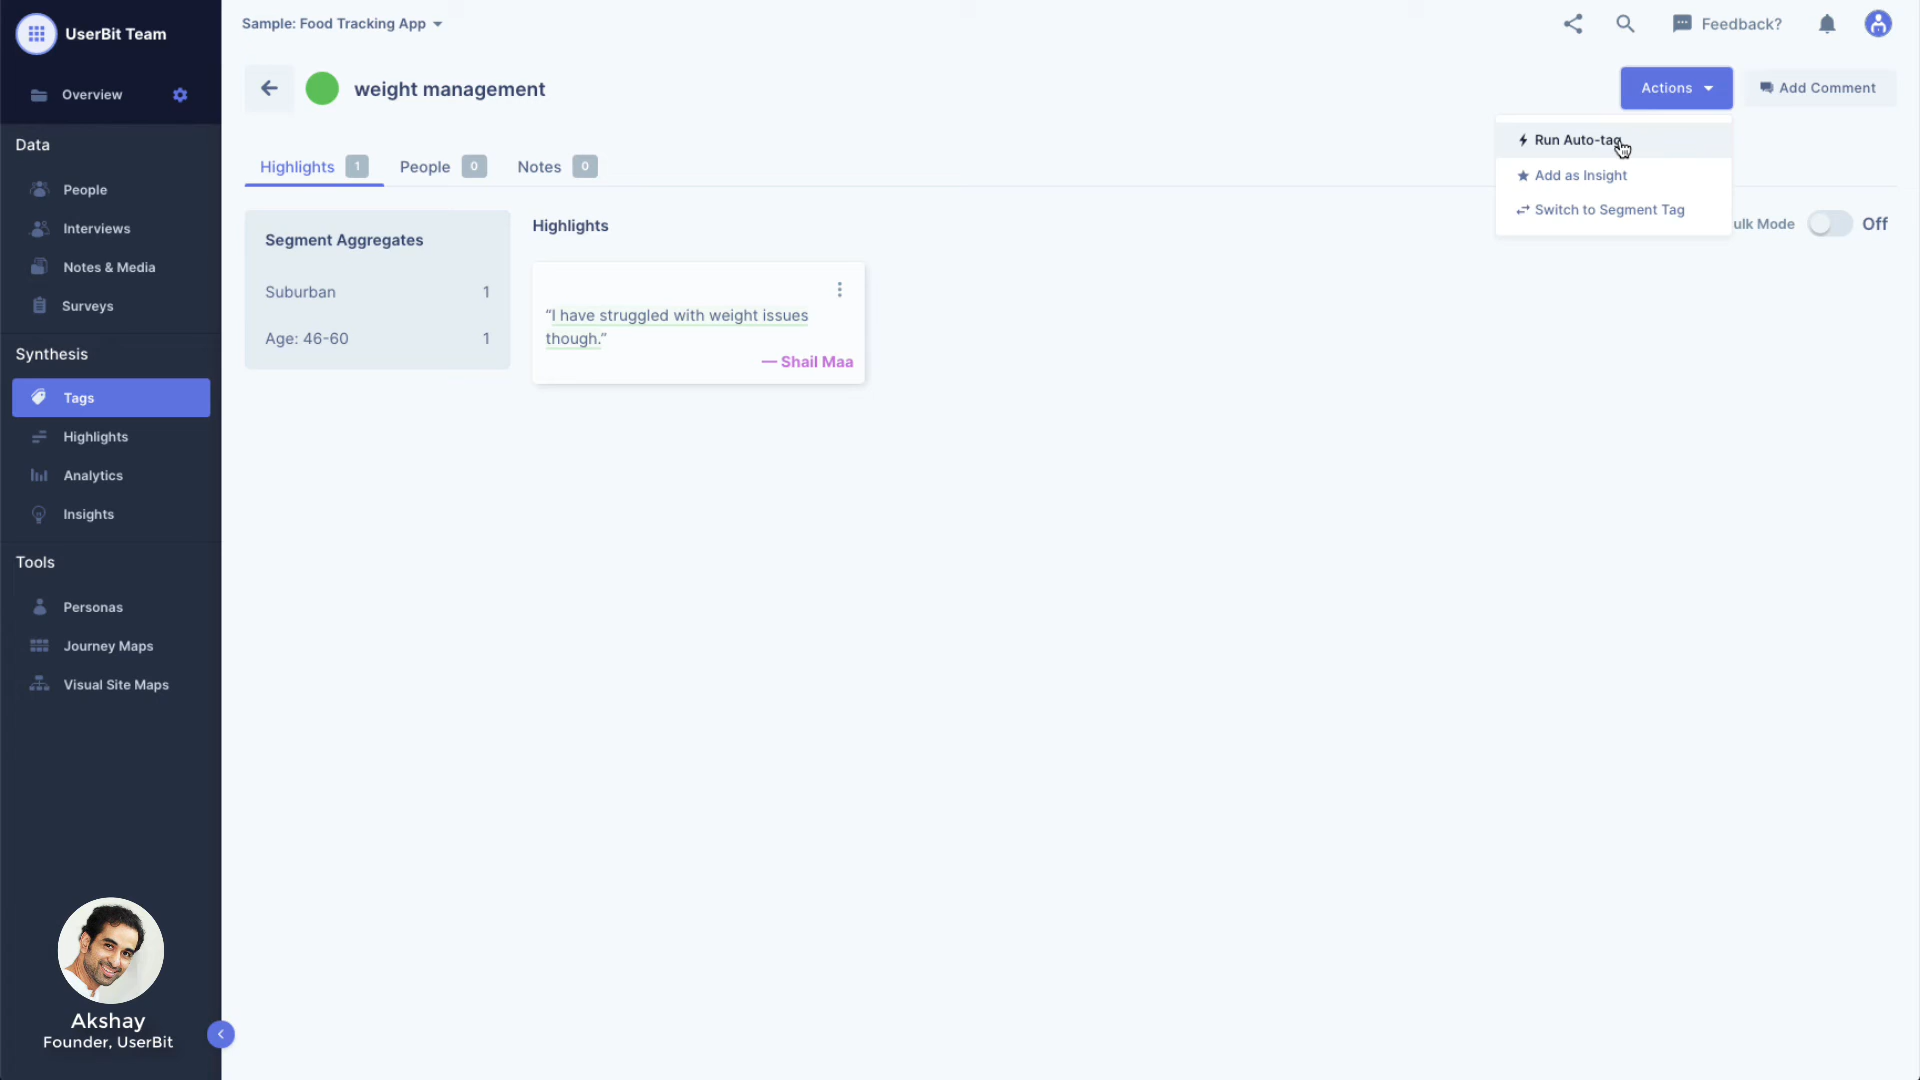 UserBit Team
Overview
Data
People
Interviews
Notes & Media
Surveys
Synthesis
Tags
Highlights
Analytics
Insights
Tools
Personas
Journey Maps
Visual Site Maps
Akshay
Founder, UserBit
Sample: Food Tracking App
Feedback?
weight management
Actions
Add Comment
Run Auto-tag
Add as Insight
Switch to Segment Tag
Highlights 1
People 0
Notes 0
ulk Mode Off
Segment Aggregates
Suburban 1
Age: 46-60 1
Highlights
“I have struggled with weight issues
though.”
— Shail Maa